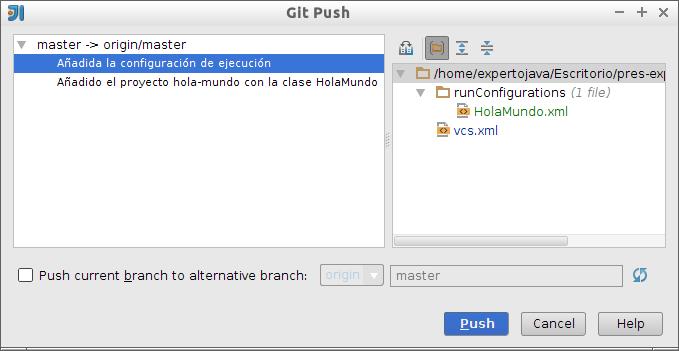 Git Push
master -> origin/master
Añadida la configuración de ejecución
Añadido el proyecto hola-mundo con la clase HolaMundo
/home/expertojava/Escritorio/pres-exp
runConfigurations (1 file)
HolaMundo.xml
vcs.xml
Push current branch to alternative branch:
origin
master
Push
Cancel
Help